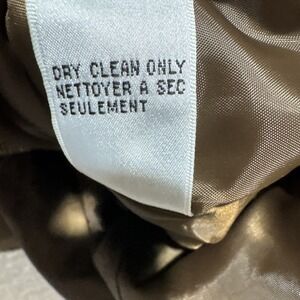 DRY CLEAN ONLY
NETTOYER A SEC
SEULEMENT